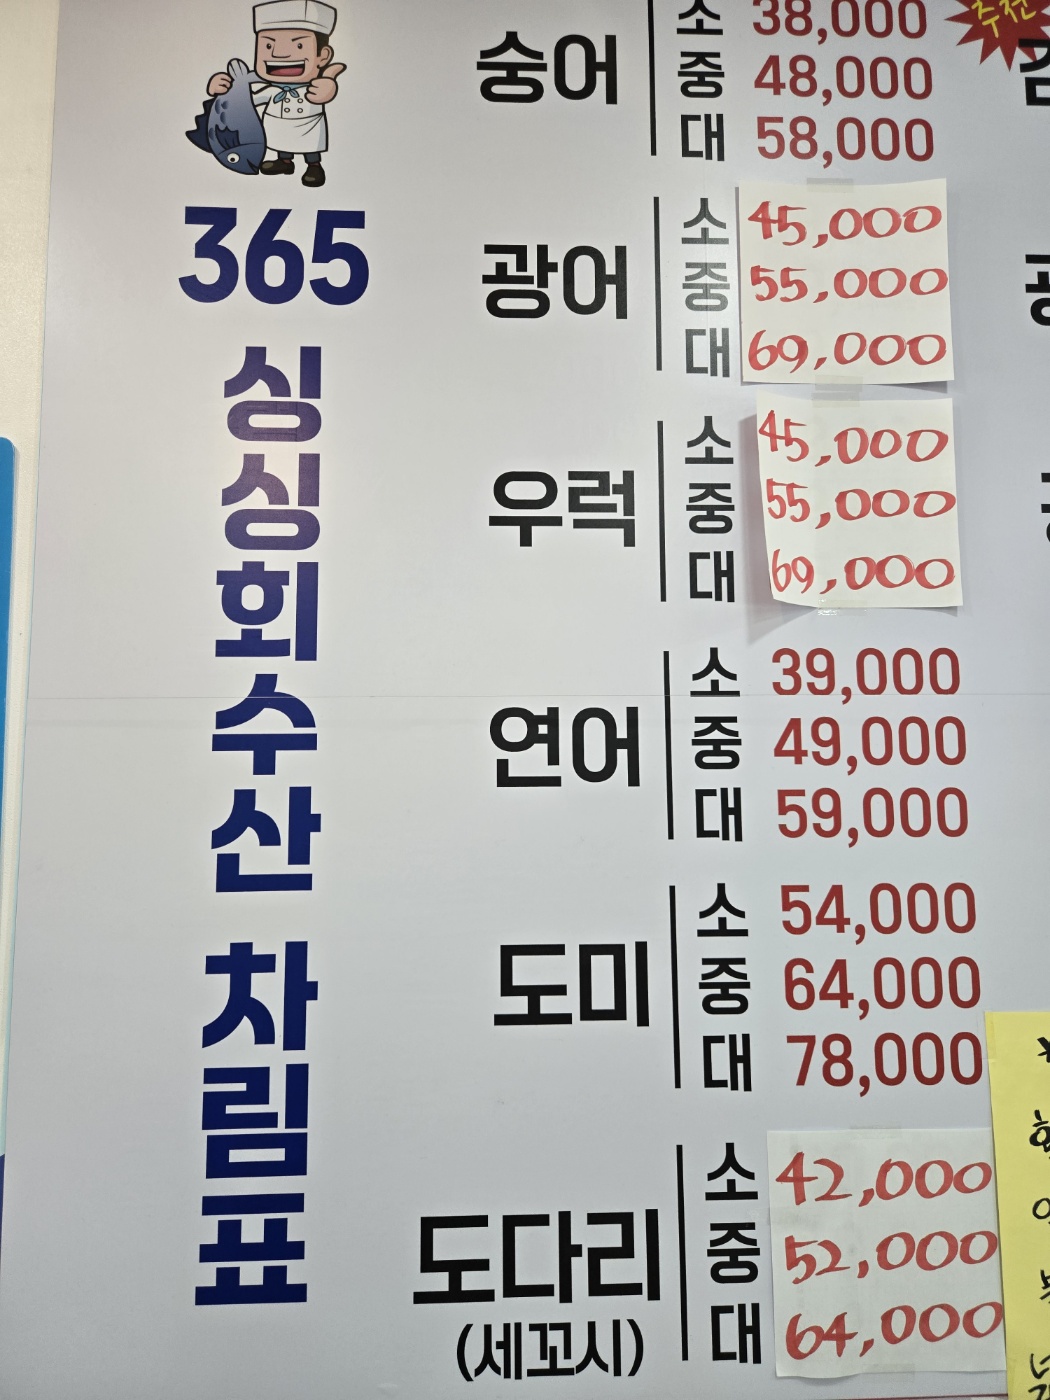 365
싱싱회수산
차림표
숭어
소 38,000
중 48,000
대 58,000
광어
소 45,000
중 55,000
대 69,000
우럭
소 45,000
중 55,000
대 69,000
연어
소 39,000
중 49,000
대 59,000
도미
소 54,000
중 64,000
대 78,000
도다리
(세꼬시)
소 42,000
중 52,000
대 64,000
추천